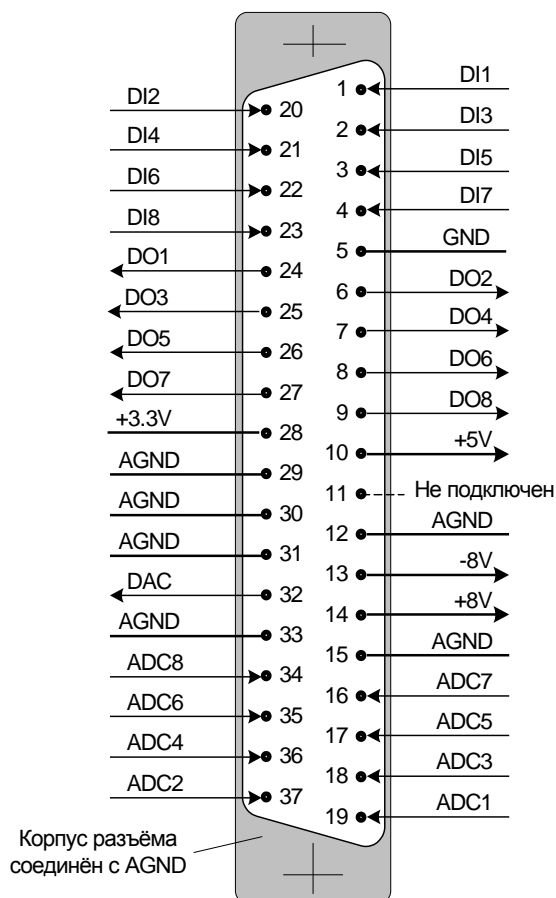 1 DI1
DI2 20
2 DI3
DI4 21
3 DI5
DI6 22
4 DI7
DI8 23
5 GND
DO1 24
6 DO2
DO3 25
7 DO4
DO5 26
8 DO6
DO7 27
9 DO8
+3.3V 28
10 +5V
AGND 29
11 Не подключен
AGND 30
12 AGND
AGND 31
13 -8V
DAC 32
14 +8V
AGND 33
15 AGND
ADC8 34
16 ADC7
ADC6 35
17 ADC5
ADC4 36
18 ADC3
ADC2 37
19 ADC1
Корпус разъёма
соединён с AGND